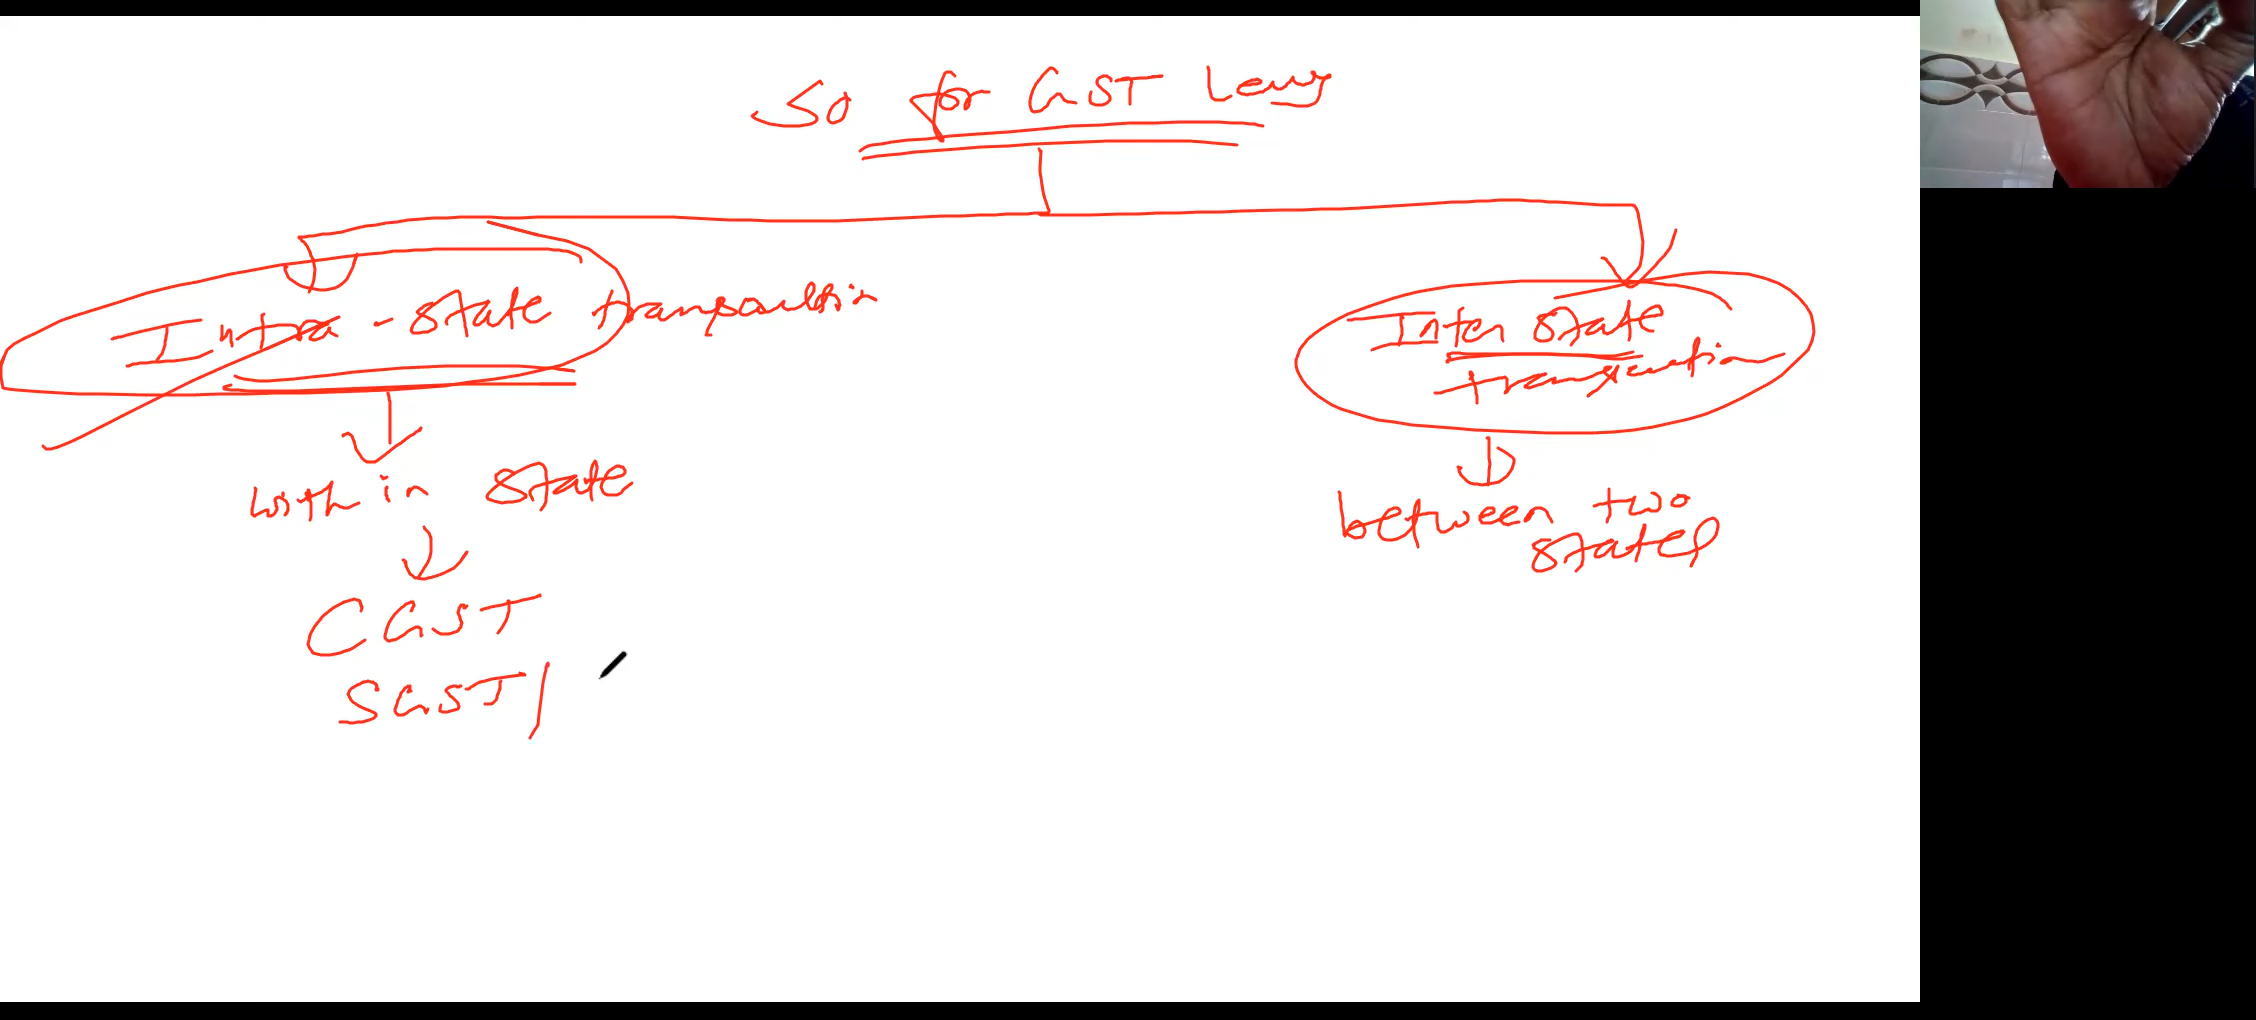 So for GST Levy
Intra - state transaction
Inter state
transaction
with in state
between two
states
CGST
SGST/